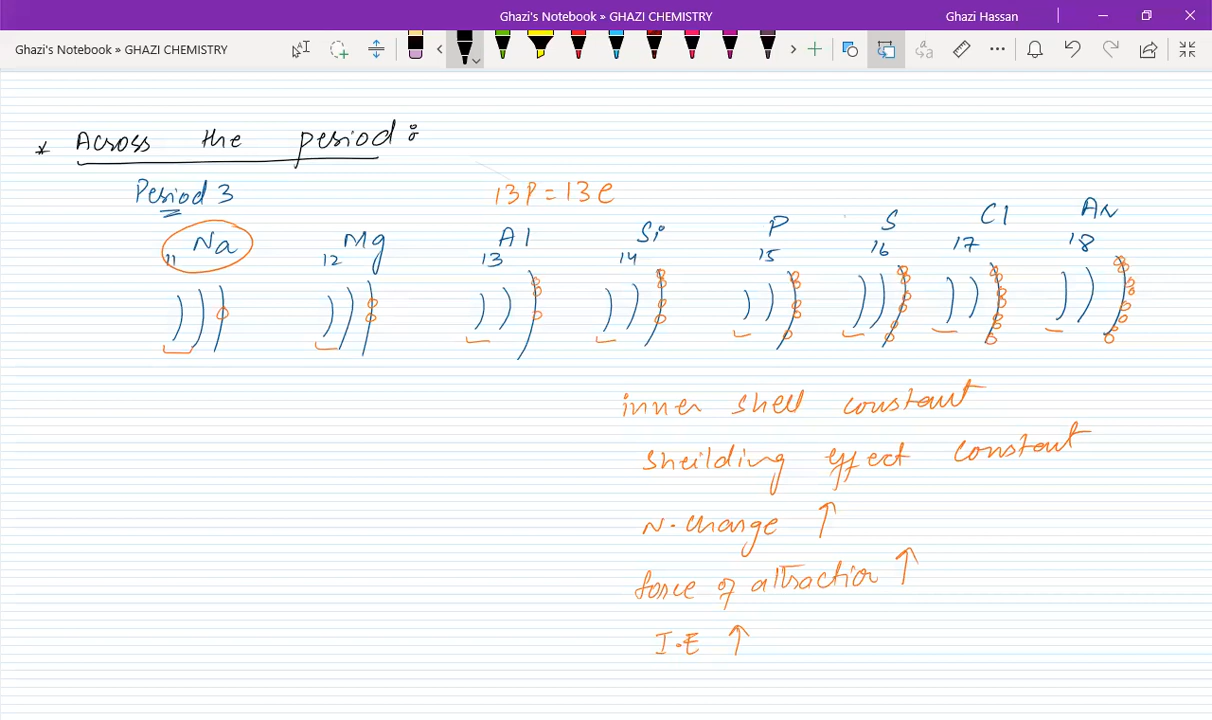 Ghazi's Notebook » GHAZI CHEMISTRY
Ghazi Hassan
Ghazi's Notebook » GHAZI CHEMISTRY
* Across the period:
Period 3
13P = 13e
Na Mg Al Si P S Cl Ar
11 12 13 14 15 16 17 18
inner shell constant
sheilding effect constant
N.charge ↑
force of attraction ↑
I.E ↑